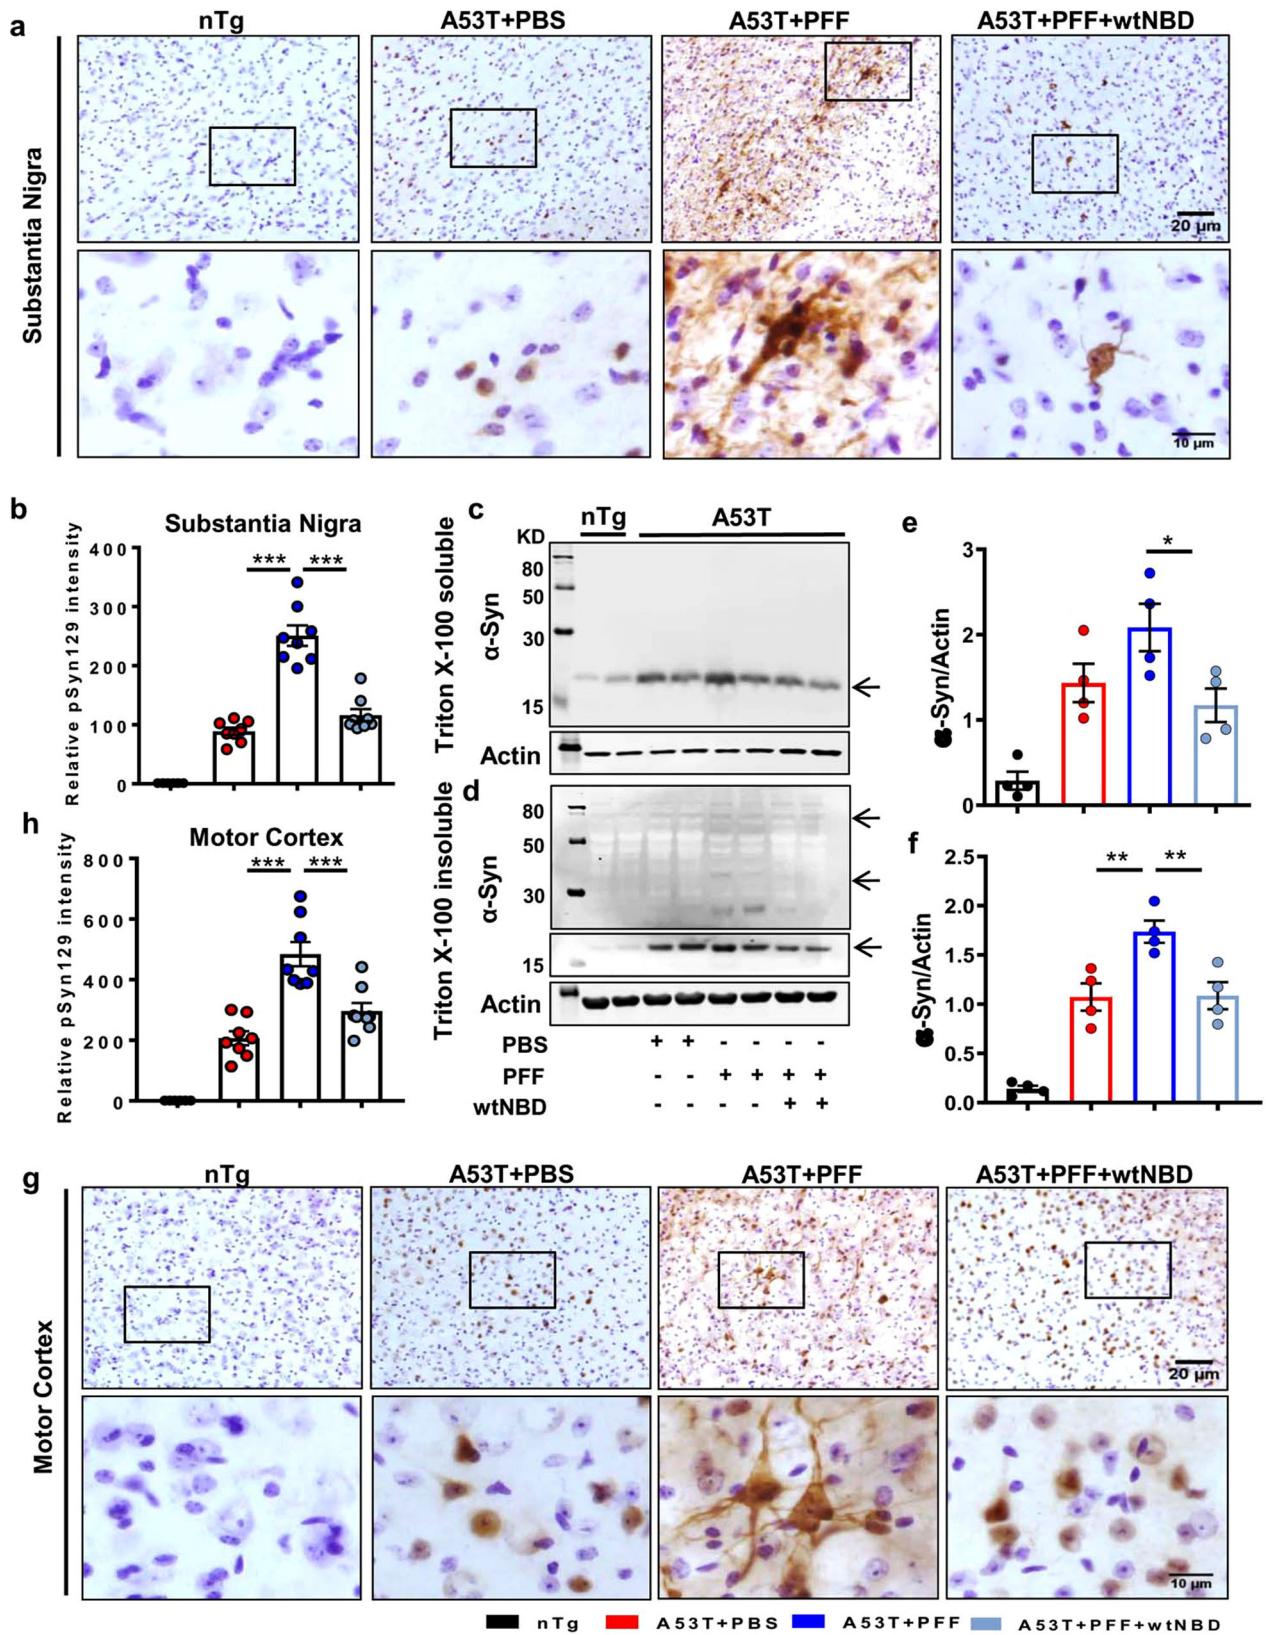 a
nTg A53T+PBS A53T+PFF A53T+PFF+wtNBD
Substantia Nigra
20 µm
10 µm
b
Substantia Nigra
Relative pSyn129 intensity
400
300
200
100
0
*** ***
h
Motor Cortex
Relative pSyn129 intensity
800
600
400
200
0
*** ***
c
nTg A53T
KD
80
50
30
15
Triton X-100 soluble
α-Syn
Actin
d
80
50
30
15
Triton X-100 insoluble
α-Syn
Actin
PBS + + - - - -
PFF - - + + + +
wtNBD - - - - + +
e
-Syn/Actin
3
2
1
0
*
f
-Syn/Actin
2.5
2.0
1.5
1.0
0.5
0.0
** **
g
nTg A53T+PBS A53T+PFF A53T+PFF+wtNBD
Motor Cortex
20 µm
10 µm
nTg A53T+PBS A53T+PFF A53T+PFF+wtNBD